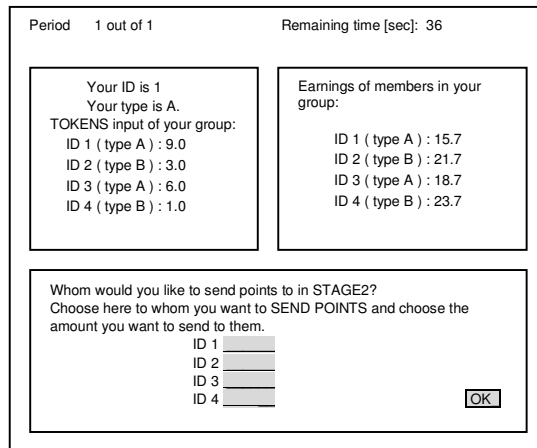 Period 1 out of 1 Remaining time [sec]: 36
Your ID is 1
Your type is A.
TOKENS input of your group:
ID 1 ( type A ) : 9.0
ID 2 ( type B ) : 3.0
ID 3 ( type A ) : 6.0
ID 4 ( type B ) : 1.0
Earnings of members in your
group:
ID 1 ( type A ) : 15.7
ID 2 ( type B ) : 21.7
ID 3 ( type A ) : 18.7
ID 4 ( type B ) : 23.7
Whom would you like to send points to in STAGE2?
Choose here to whom you want to SEND POINTS and choose the
amount you want to send to them.
ID 1
ID 2
ID 3
ID 4
OK